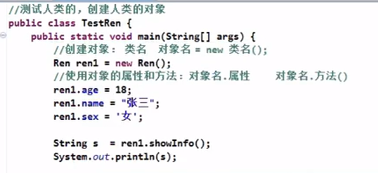 //测试人类的，创建人类的对象
public class TestRen {
public static void main(String[] args) {
//创建对象： 类名  对象名 = new 类名();
Ren ren1 = new Ren();
//使用对象的属性和方法：对象名.属性    对象名.方法()
ren1.age = 18;
ren1.name = "张三";
ren1.sex = '女';
String s  = ren1.showInfo();
System.out.println(s);